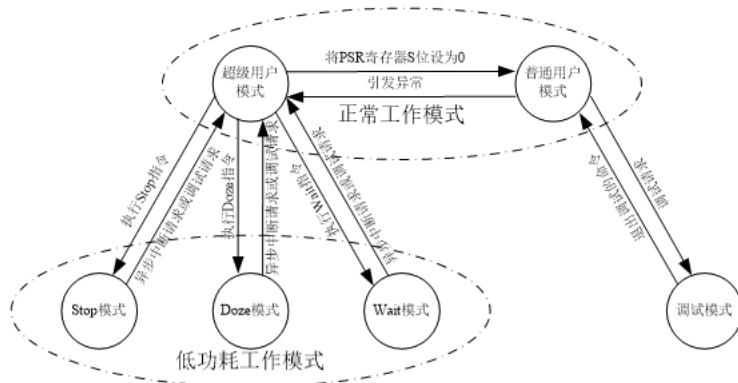 将PSR寄存器S位设为0
超级用户
模式
普通用户
模式
引发异常
正常工作模式
执行Stop指令
异步中断请求或调试请求
执行Doze指令
异步中断请求或调试请求
执行Wait指令
异步中断请求或调试请求
退出调试的命令
调试请求
Stop模式
Doze模式
Wait模式
调试模式
低功耗工作模式